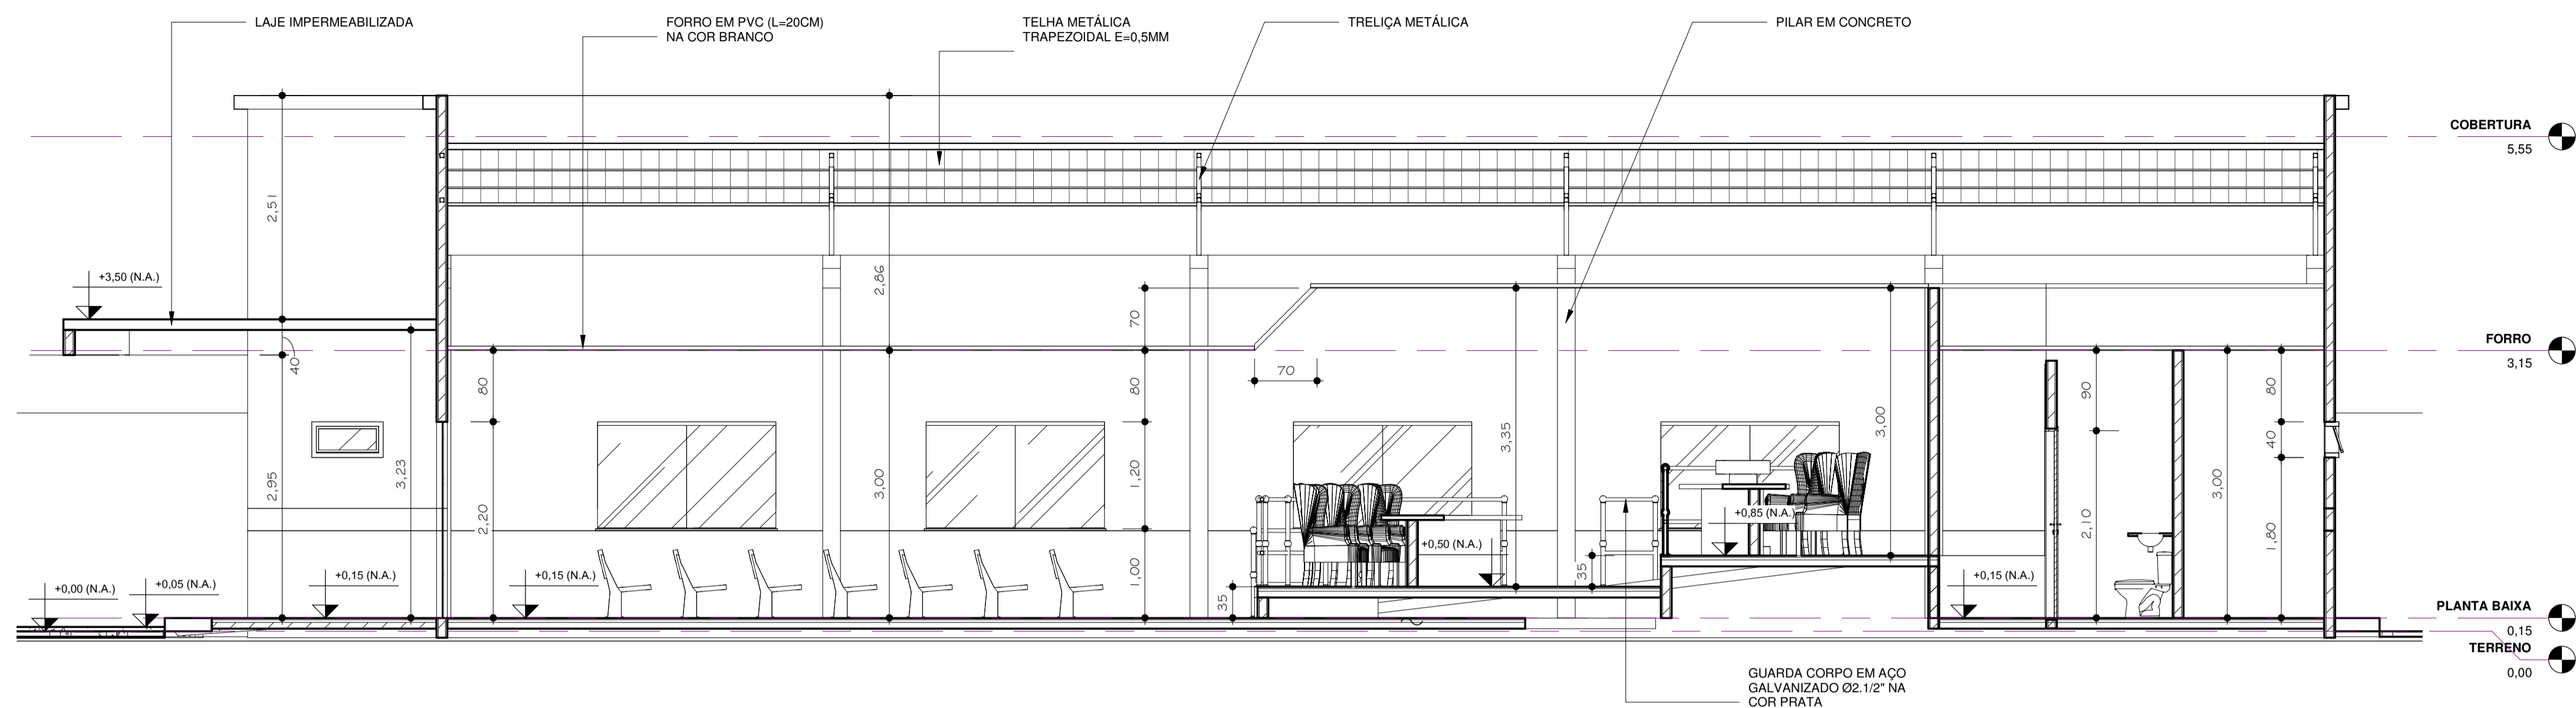 LAJE IMPERMEABILIZADA
FORRO EM PVC (L=20CM)
NA COR BRANCO
TELHA METÁLICA
TRAPEZOIDAL E=0,5MM
TRELIÇA METÁLICA
PILAR EM CONCRETO
COBERTURA
5,55
2,51
2,86
+3,50 (N.A.)
70
FORRO
3,15
40
70
80
80
90
80
3,35
3,00
40
2,95
3,23
3,00
1,20
3,00
2,20
2,10
1,80
+0,85 (N.A.)
+0,50 (N.A.)
1,00
35
35
+0,00 (N.A.)
+0,05 (N.A.)
+0,15 (N.A.)
+0,15 (N.A.)
+0,15 (N.A.)
PLANTA BAIXA
0,15
TERRENO
0,00
GUARDA CORPO EM AÇO
GALVANIZADO Ø2.1/2" NA
COR PRATA